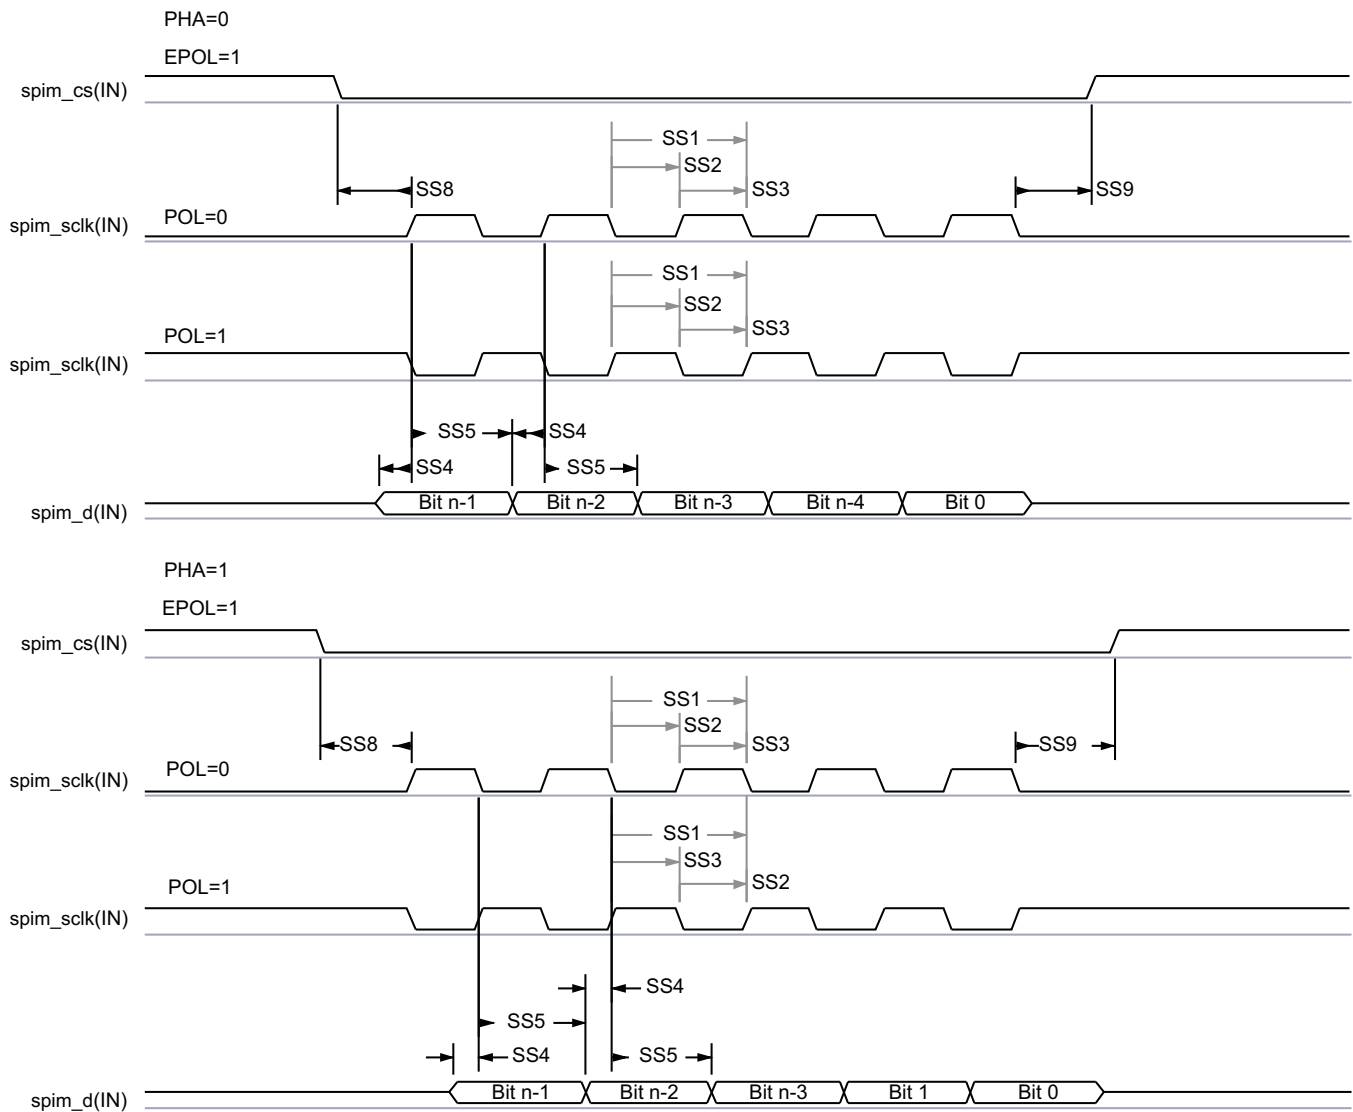 PHA=0
EPOL=1
spim_cs(IN)
SS1
SS2
SS8
SS3
SS9
POL=0
spim_sclk(IN)
SS1
SS2
SS3
POL=1
spim_sclk(IN)
SS5
SS4
SS4
SS5
Bit n-1
Bit n-2
Bit n-3
Bit n-4
Bit 0
spim_d(IN)
PHA=1
EPOL=1
spim_cs(IN)
SS1
SS2
SS8
SS3
SS9
POL=0
spim_sclk(IN)
SS1
SS3
SS2
POL=1
spim_sclk(IN)
SS4
SS5
SS4
SS5
Bit n-1
Bit n-2
Bit n-3
Bit 1
Bit 0
spim_d(IN)